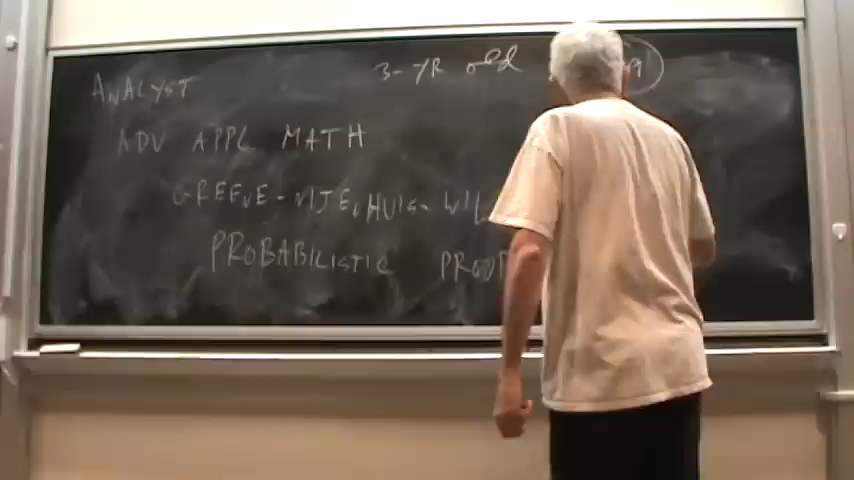 3-YR old
ANALYST
ADV APPL MATH
GREENE-NIJENHUIS-WIL
PROBABILISTIC PROOF